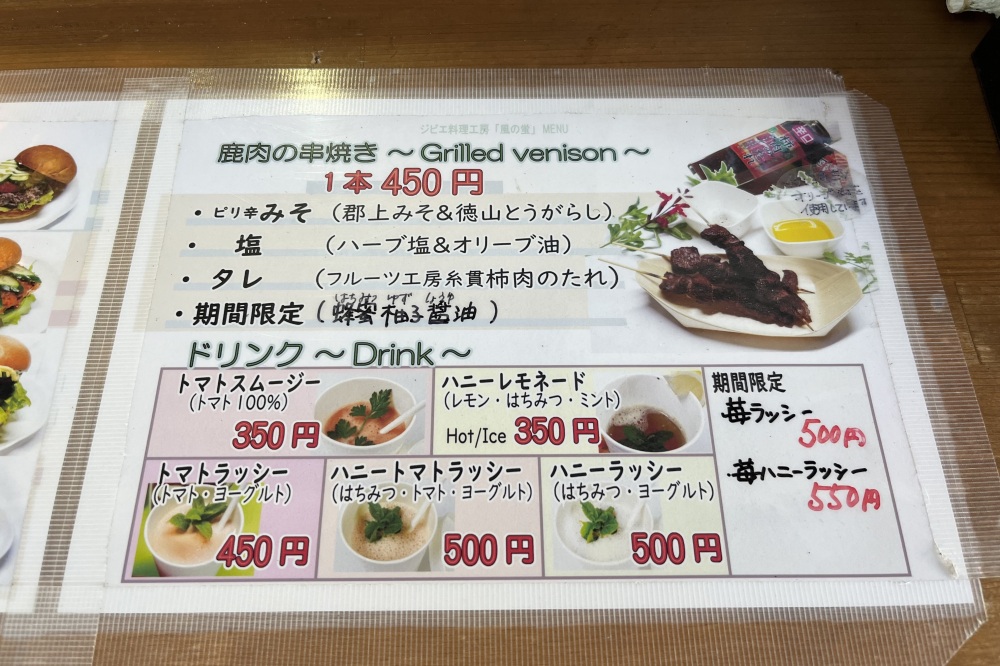 ジビエ料理工房「風の蛍」MENU
鹿肉の串焼き ～ Grilled venison ～
1本 450円
・ピリ辛みそ（郡上みそ&徳山とうがらし）
・ 塩 （ハーブ塩&オリーブ油）
・ タレ （フルーツ工房糸貫柿肉のたれ）
・期間限定（蜂蜜柚子醤油）
はちみつ ゆず しょうゆ
辛口
使用しています
ドリンク ～ Drink ～
トマトスムージー
（トマト100%）
350円
ハニーレモネード
（レモン・はちみつ・ミント）
Hot/Ice 350円
期間限定
苺ラッシー
500円
苺ハニーラッシー
550円
トマトラッシー
（トマト・ヨーグルト）
450円
ハニートマトラッシー
（はちみつ・トマト・ヨーグルト）
500円
ハニーラッシー
（はちみつ・ヨーグルト）
500円